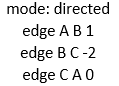 mode: directed
edge A B 1
edge B C -2
edge C A 0